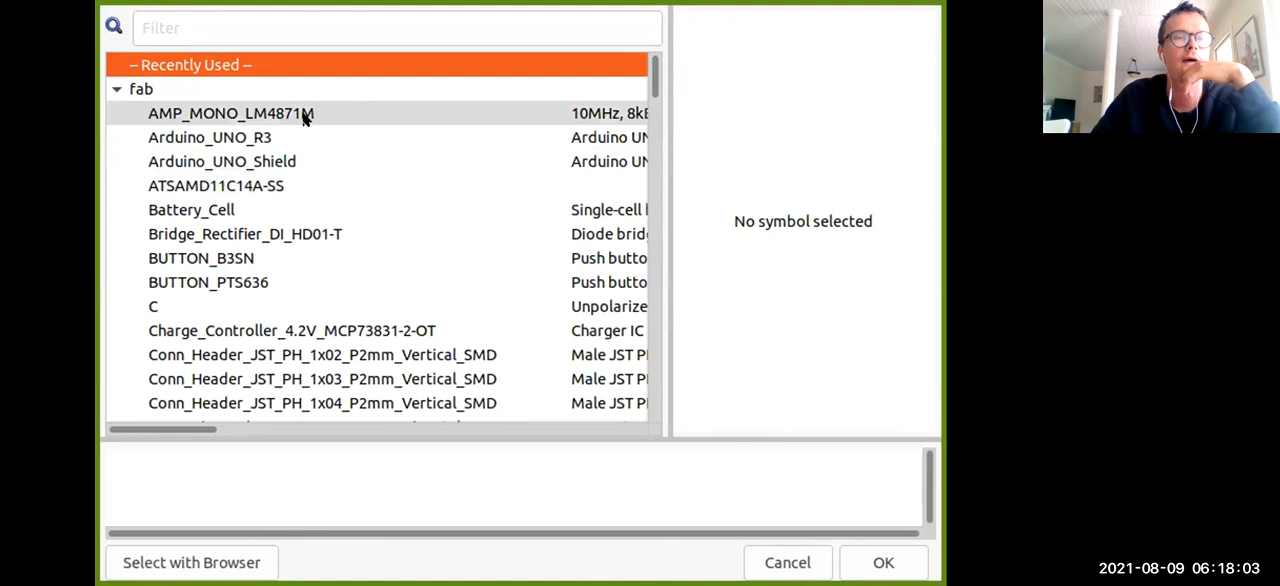 Filter
-- Recently Used --
fab
AMP_MONO_LM4871M 10MHz, 8k
Arduino_UNO_R3 Arduino UN
Arduino_UNO_Shield Arduino UN
ATSAMD11C14A-SS
Battery_Cell Single-cell
Bridge_Rectifier_DI_HD01-T Diode brid
BUTTON_B3SN Push butto
BUTTON_PTS636 Push butto
C Unpolarize
Charge_Controller_4.2V_MCP73831-2-OT Charger IC
Conn_Header_JST_PH_1x02_P2mm_Vertical_SMD Male JST P
Conn_Header_JST_PH_1x03_P2mm_Vertical_SMD Male JST P
Conn_Header_JST_PH_1x04_P2mm_Vertical_SMD Male JST P
No symbol selected
Select with Browser
Cancel
OK
2021-08-09 06:18:03